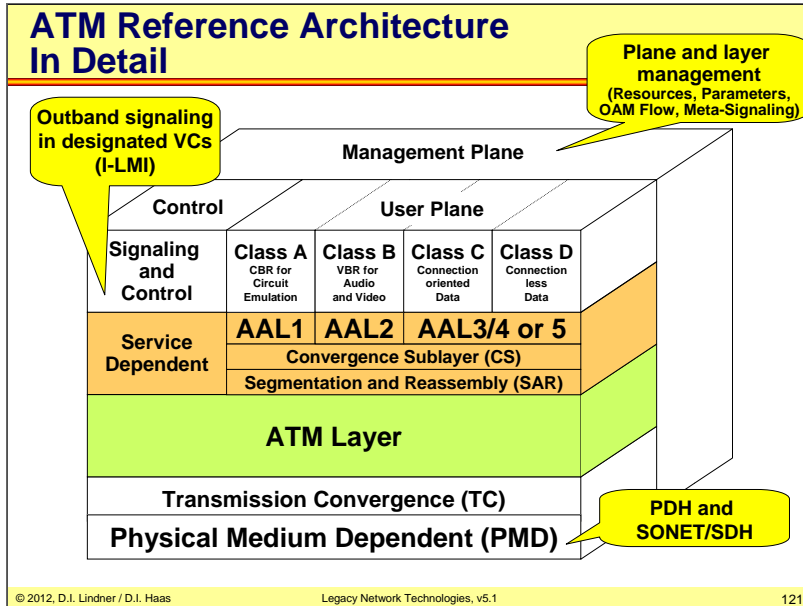 ATM Reference Architecture
In Detail
Plane and layer
management
(Resources, Parameters,
OAM Flow, Meta-Signaling)
Outband signaling
in designated VCs
(I-LMI)
Management Plane
Control
User Plane
Signaling
and
Control
Class A
CBR for
Circuit
Emulation
Class B
VBR for
Audio
and Video
Class C
Connection
oriented
Data
Class D
Connection
less
Data
Service
Dependent
AAL1
AAL2
AAL3/4 or 5
Convergence Sublayer (CS)
Segmentation and Reassembly (SAR)
ATM Layer
Transmission Convergence (TC)
Physical Medium Dependent (PMD)
PDH and
SONET/SDH
© 2012, D.I. Lindner / D.I. Haas
Legacy Network Technologies, v5.1
121